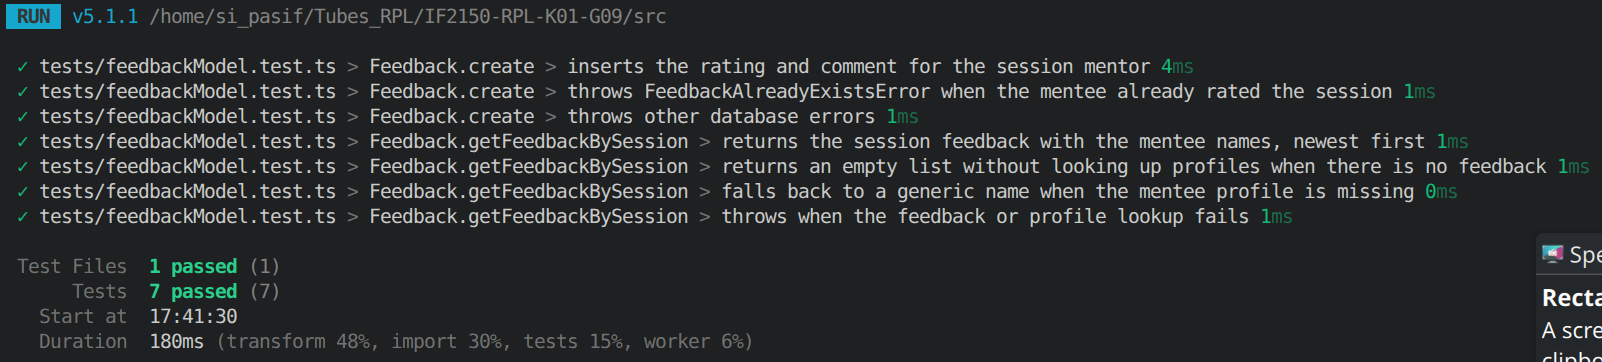 RUN v5.1.1 /home/si_pasif/Tubes_RPL/IF2150-RPL-K01-G09/src
✓ tests/feedbackModel.test.ts > Feedback.create > inserts the rating and comment for the session mentor 4ms
✓ tests/feedbackModel.test.ts > Feedback.create > throws FeedbackAlreadyExistsError when the mentee already rated the session 1ms
✓ tests/feedbackModel.test.ts > Feedback.create > throws other database errors 1ms
✓ tests/feedbackModel.test.ts > Feedback.getFeedbackBySession > returns the session feedback with the mentee names, newest first 1ms
✓ tests/feedbackModel.test.ts > Feedback.getFeedbackBySession > returns an empty list without looking up profiles when there is no feedback 1ms
✓ tests/feedbackModel.test.ts > Feedback.getFeedbackBySession > falls back to a generic name when the mentee profile is missing 0ms
✓ tests/feedbackModel.test.ts > Feedback.getFeedbackBySession > throws when the feedback or profile lookup fails 1ms
Test Files 1 passed (1)
Tests 7 passed (7)
Start at 17:41:30
Duration 180ms (transform 48%, import 30%, tests 15%, worker 6%)
Spe
Recta
A scre